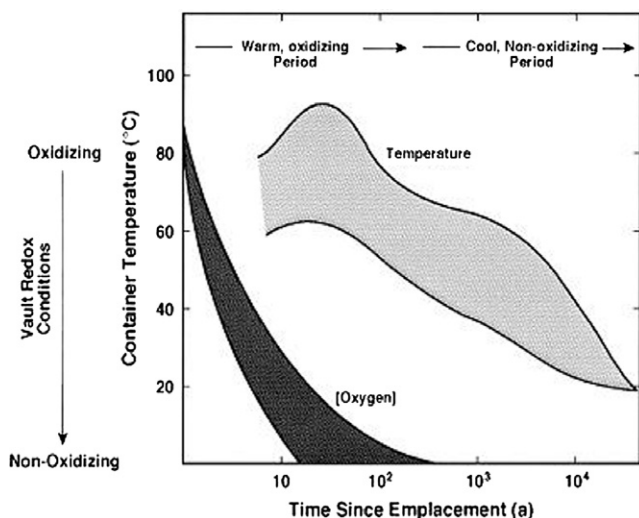 Warm, oxidizing
Period
Cool, Non-oxidizing
Period
100
80
60
40
20
Container Temperature (°C)
Oxidizing
Vault Redox
Conditions
Non-Oxidizing
Temperature
[Oxygen]
10
10²
10³
10⁴
Time Since Emplacement (a)